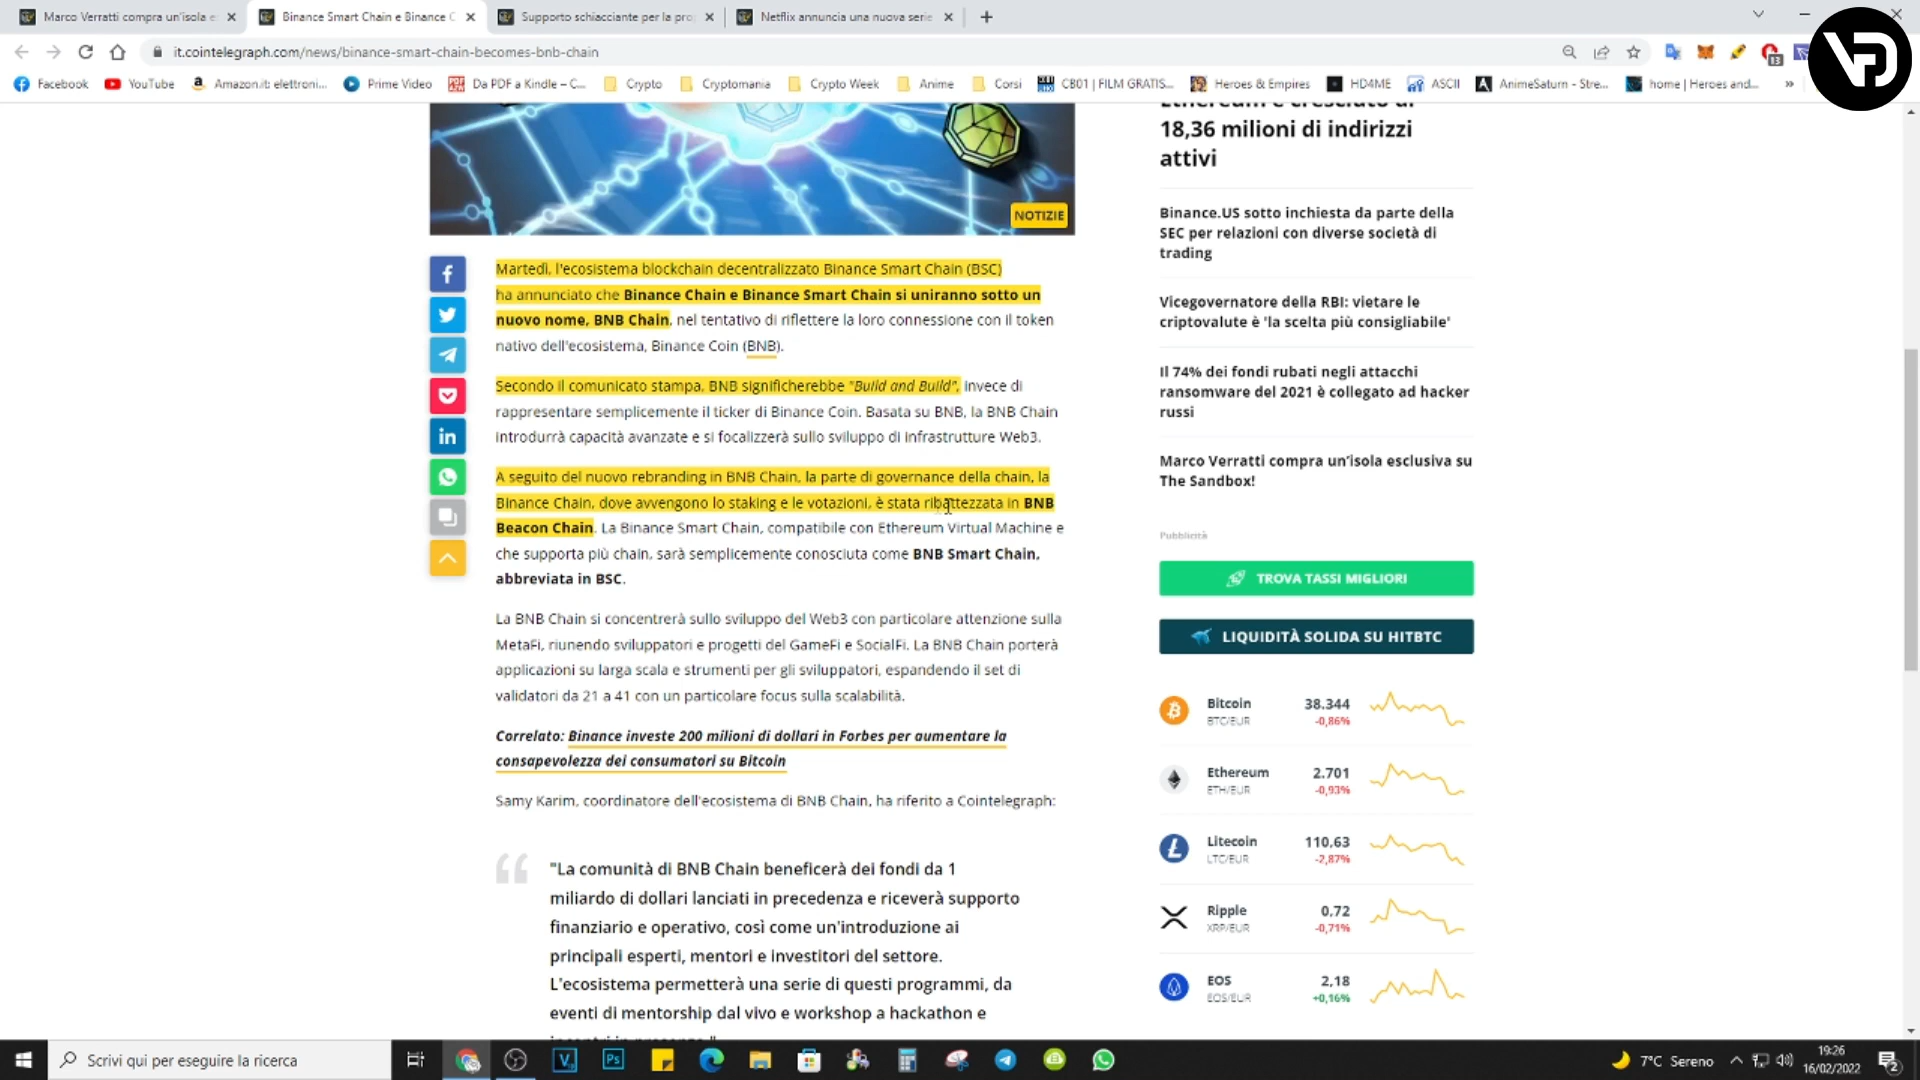 Marco Verratti compra un'isola e
Binance Smart Chain e Binance C
Supporto schiacciante per la pro
Netflix annuncia una nuova serie
it.cointelegraph.com/news/binance-smart-chain-becomes-bnb-chain
Facebook
YouTube
Amazon.it: elettroni...
Prime Video
Da PDF a Kindle – C...
Crypto
Cryptomania
Crypto Week
Anime
Corsi
CB01 | FILM GRATIS...
Heroes & Empires
HD4ME
ASCII
AnimeSaturn - Stre...
home | Heroes and...
»
13
NOTIZIE
Martedì, l'ecosistema blockchain decentralizzato Binance Smart Chain (BSC)
ha annunciato che Binance Chain e Binance Smart Chain si uniranno sotto un
nuovo nome, BNB Chain, nel tentativo di riflettere la loro connessione con il token
nativo dell'ecosistema, Binance Coin (BNB).
Secondo il comunicato stampa, BNB significherebbe "Build and Build", invece di
rappresentare semplicemente il ticker di Binance Coin. Basata su BNB, la BNB Chain
introdurrà capacità avanzate e si focalizzerà sullo sviluppo di infrastrutture Web3.
A seguito del nuovo rebranding in BNB Chain, la parte di governance della chain, la
Binance Chain, dove avvengono lo staking e le votazioni, è stata ribattezzata in BNB
Beacon Chain. La Binance Smart Chain, compatibile con Ethereum Virtual Machine e
che supporta più chain, sarà semplicemente conosciuta come BNB Smart Chain,
abbreviata in BSC.
La BNB Chain si concentrerà sullo sviluppo del Web3 con particolare attenzione sulla
MetaFi, riunendo sviluppatori e progetti del GameFi e SocialFi. La BNB Chain porterà
applicazioni su larga scala e strumenti per gli sviluppatori, espandendo il set di
validatori da 21 a 41 con un particolare focus sulla scalabilità.
Correlato: Binance investe 200 milioni di dollari in Forbes per aumentare la
consapevolezza dei consumatori su Bitcoin
Samy Karim, coordinatore dell'ecosistema di BNB Chain, ha riferito a Cointelegraph:
"La comunità di BNB Chain beneficerà dei fondi da 1
miliardo di dollari lanciati in precedenza e riceverà supporto
finanziario e operativo, così come un'introduzione ai
principali esperti, mentori e investitori del settore.
L'ecosistema permetterà una serie di questi programmi, da
eventi di mentorship dal vivo e workshop a hackathon e
Ethereum è cresciuto di
18,36 milioni di indirizzi
attivi
Binance.US sotto inchiesta da parte della
SEC per relazioni con diverse società di
trading
Vicegovernatore della RBI: vietare le
criptovalute è 'la scelta più consigliabile'
Il 74% dei fondi rubati negli attacchi
ransomware del 2021 è collegato ad hacker
russi
Marco Verratti compra un'isola esclusiva su
The Sandbox!
Pubblicità
TROVA TASSI MIGLIORI
LIQUIDITÀ SOLIDA SU HITBTC
Bitcoin 38.344
BTC/EUR -0,86%
Ethereum 2.701
ETH/EUR -0,93%
Litecoin 110,63
LTC/EUR -2,87%
Ripple 0,72
XRP/EUR -0,71%
EOS 2,18
EOS/EUR +0,16%
Scrivi qui per eseguire la ricerca
Ps
7°C Sereno
19:26
16/02/2022
2